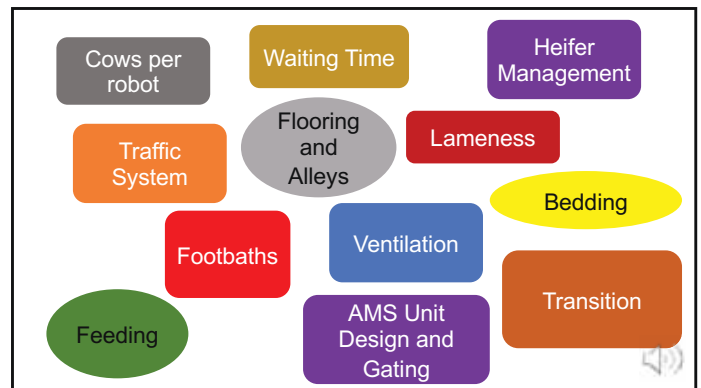 Cows per
robot
Waiting Time
Heifer
Management
Traffic
System
Flooring
and
Alleys
Lameness
Bedding
Footbaths
Ventilation
Transition
Feeding
AMS Unit
Design and
Gating